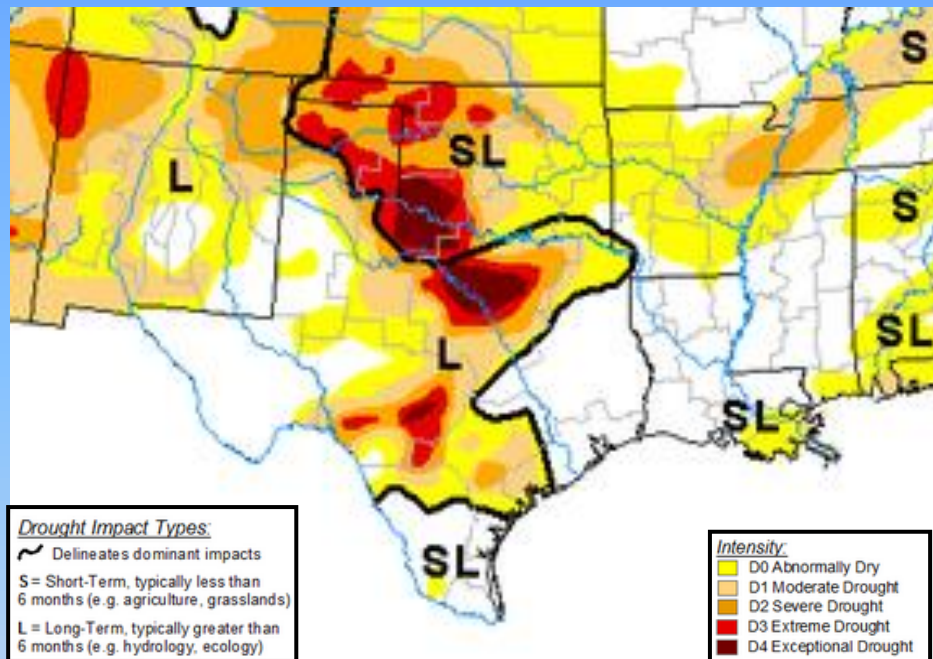 S
SL
L
S
SL
L
SL
SL
Drought Impact Types:
Delineates dominant impacts
S = Short-Term, typically less than
6 months (e.g. agriculture, grasslands)
L = Long-Term, typically greater than
6 months (e.g. hydrology, ecology)
Intensity:
D0 Abnormally Dry
D1 Moderate Drought
D2 Severe Drought
D3 Extreme Drought
D4 Exceptional Drought